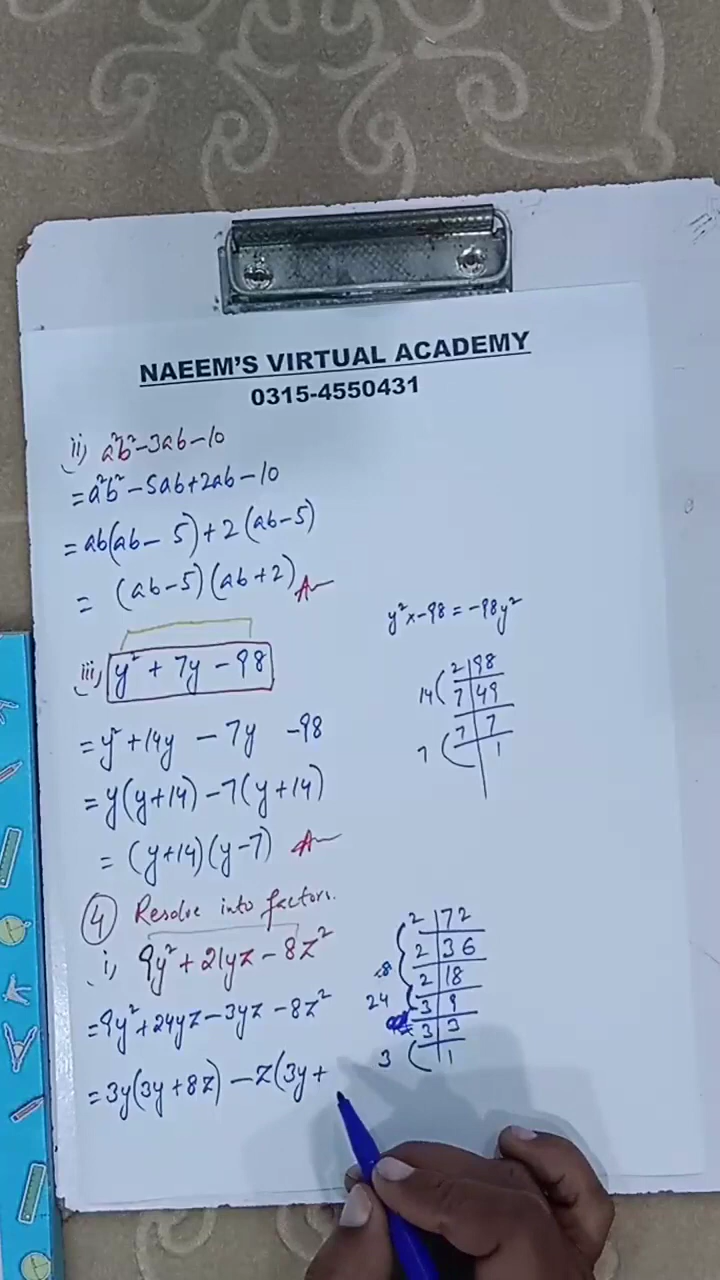 NAEEM'S VIRTUAL ACADEMY
0315-4550431
ii) a²b² - 3ab - 10
= a²b² - 5ab + 2ab - 10
= ab(ab - 5) + 2(ab - 5)
= (ab - 5)(ab + 2) A
iii) y² + 7y - 98
= y² + 14y - 7y - 98
= y(y + 14) - 7(y + 14)
= (y + 14)(y - 7) A
y² x -98 = -98y²
2 | 98
14 ( 7 | 49
7 | 7
7 ( 1
④ Resolve into factors.
i) 9y² + 21yz - 8z²
= 9y² + 24yz - 3yz - 8z²
= 3y(3y + 8z) - z(3y +
2 | 72
2 | 36
8 2 | 18
24 3 | 9
3 | 3
3 ( 1